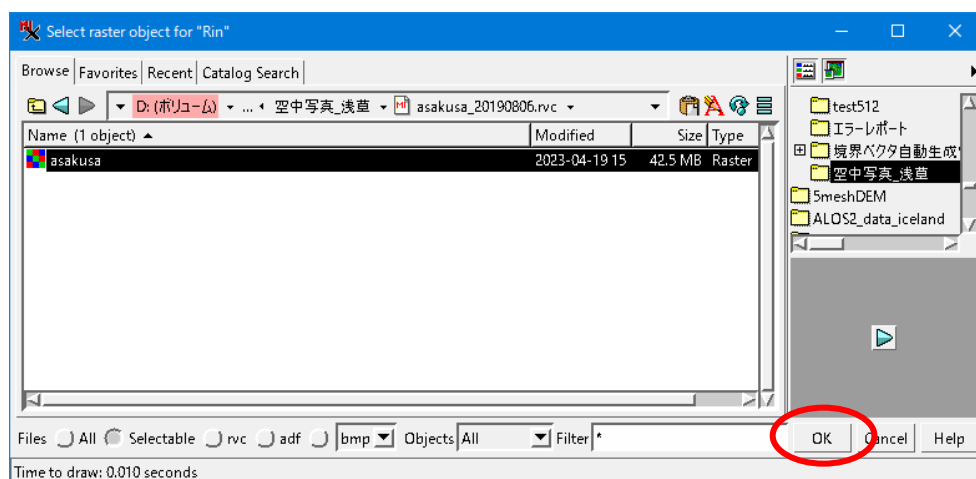 Select raster object for "Rin"
Browse Favorites Recent Catalog Search
D: (ボリューム) ... 空中写真_浅草 asakusa_20190806.rvc
Name (1 object) Modified Size Type
asakusa 2023-04-19 15 42.5 MB Raster
test512
エラーレポート
境界ベクタ自動生成
空中写真_浅草
5meshDEM
ALOS2_data_iceland
Files All Selectable rvc adf bmp Objects All Filter * OK Cancel Help
Time to draw: 0.010 seconds